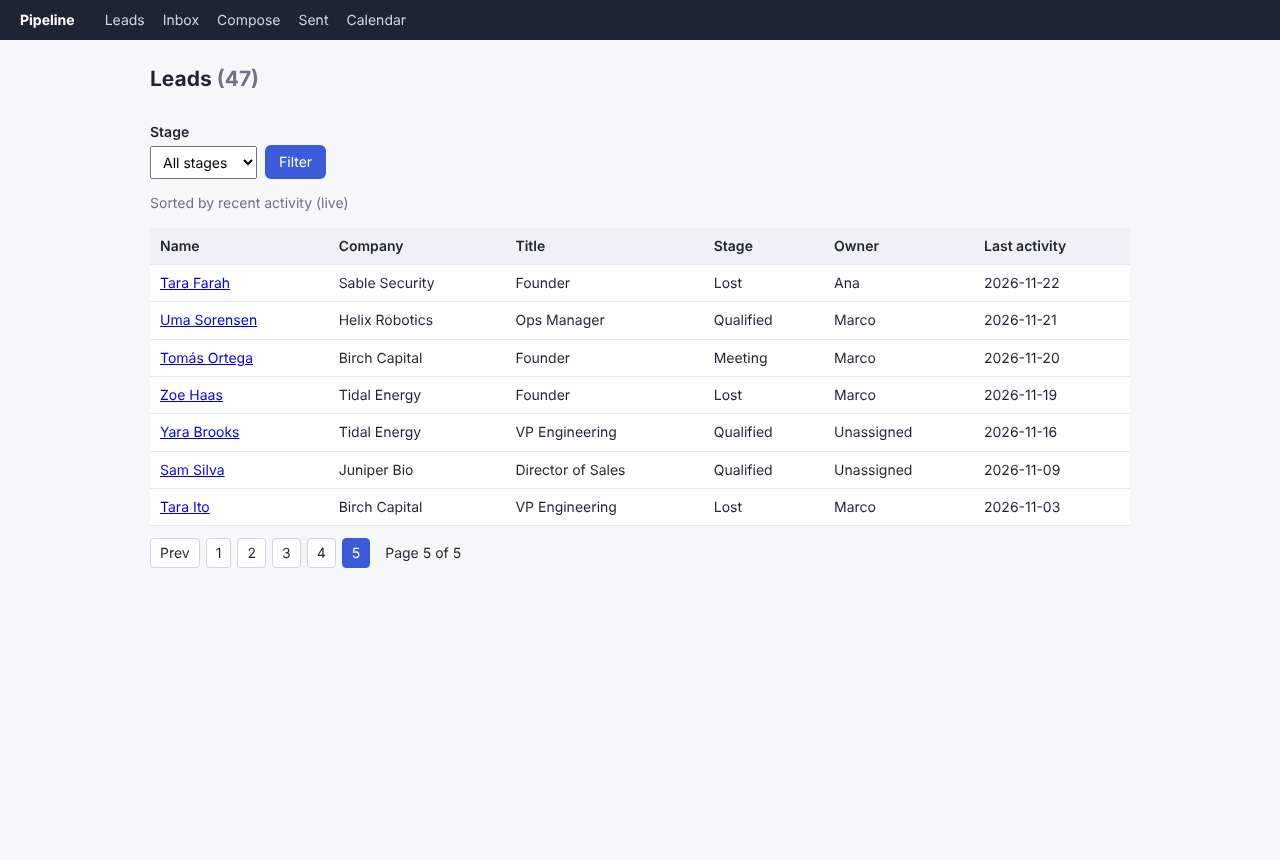 Pipeline Leads Inbox Compose Sent Calendar
Leads (47)
Stage
All stages Filter
Sorted by recent activity (live)
Name Company Title Stage Owner Last activity
Tara Farah Sable Security Founder Lost Ana 2026-11-22
Uma Sorensen Helix Robotics Ops Manager Qualified Marco 2026-11-21
Tomás Ortega Birch Capital Founder Meeting Marco 2026-11-20
Zoe Haas Tidal Energy Founder Lost Marco 2026-11-19
Yara Brooks Tidal Energy VP Engineering Qualified Unassigned 2026-11-16
Sam Silva Juniper Bio Director of Sales Qualified Unassigned 2026-11-09
Tara Ito Birch Capital VP Engineering Lost Marco 2026-11-03
Prev 1 2 3 4 5 Page 5 of 5